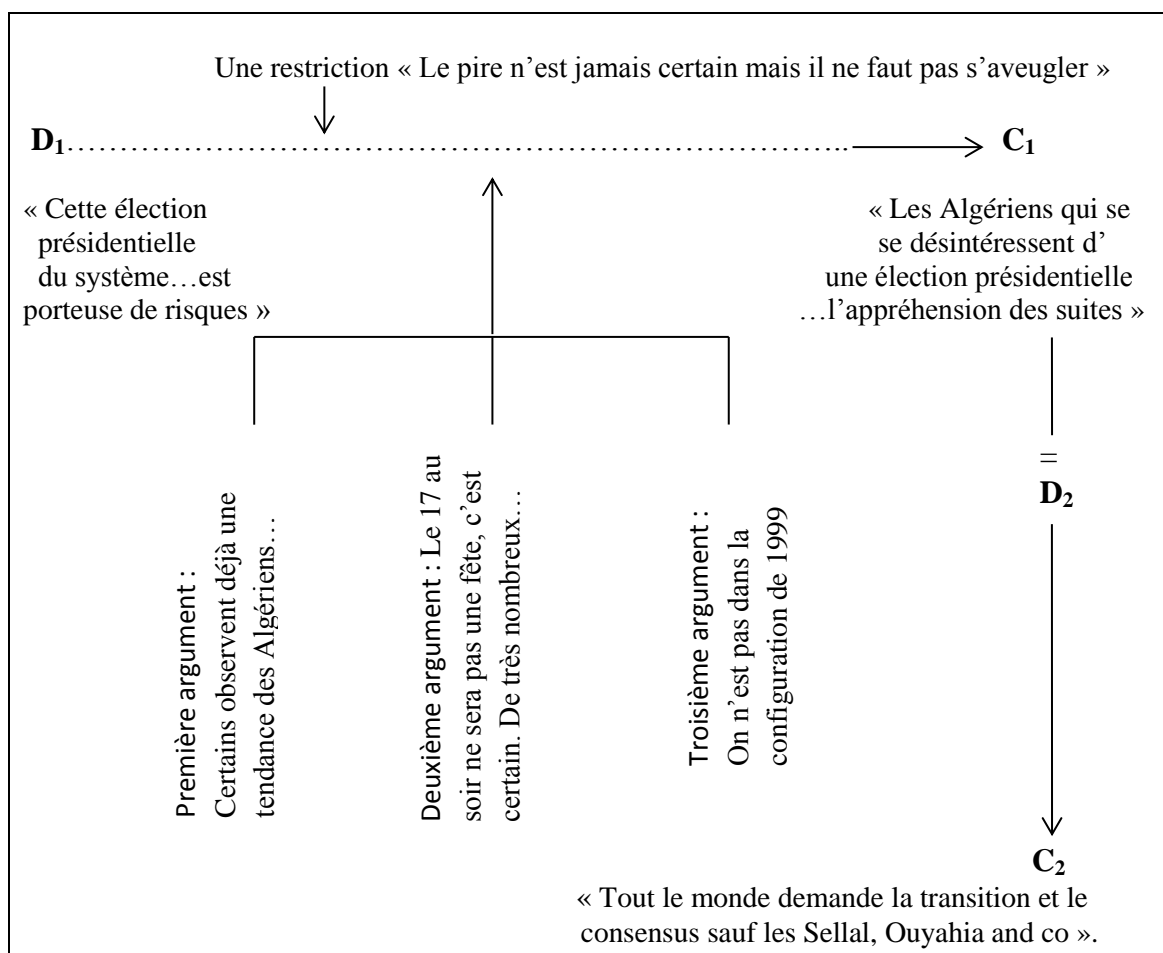 Une restriction « Le pire n’est jamais certain mais il ne faut pas s’aveugler »
D₁……………………………………………………………………….. C₁
« Cette élection
présidentielle
du système…est
porteuse de risques »
« Les Algériens qui se
se désintéressent d’
une élection présidentielle
…l’appréhension des suites »
=
D₂
Première argument :
Certains observent déjà une
tendance des Algériens…
Deuxième argument : Le 17 au
soir ne sera pas une fête, c’est
certain. De très nombreux…
Troisième argument :
On n’est pas dans la
configuration de 1999
C₂
« Tout le monde demande la transition et le
consensus sauf les Sellal, Ouyahia and co ».